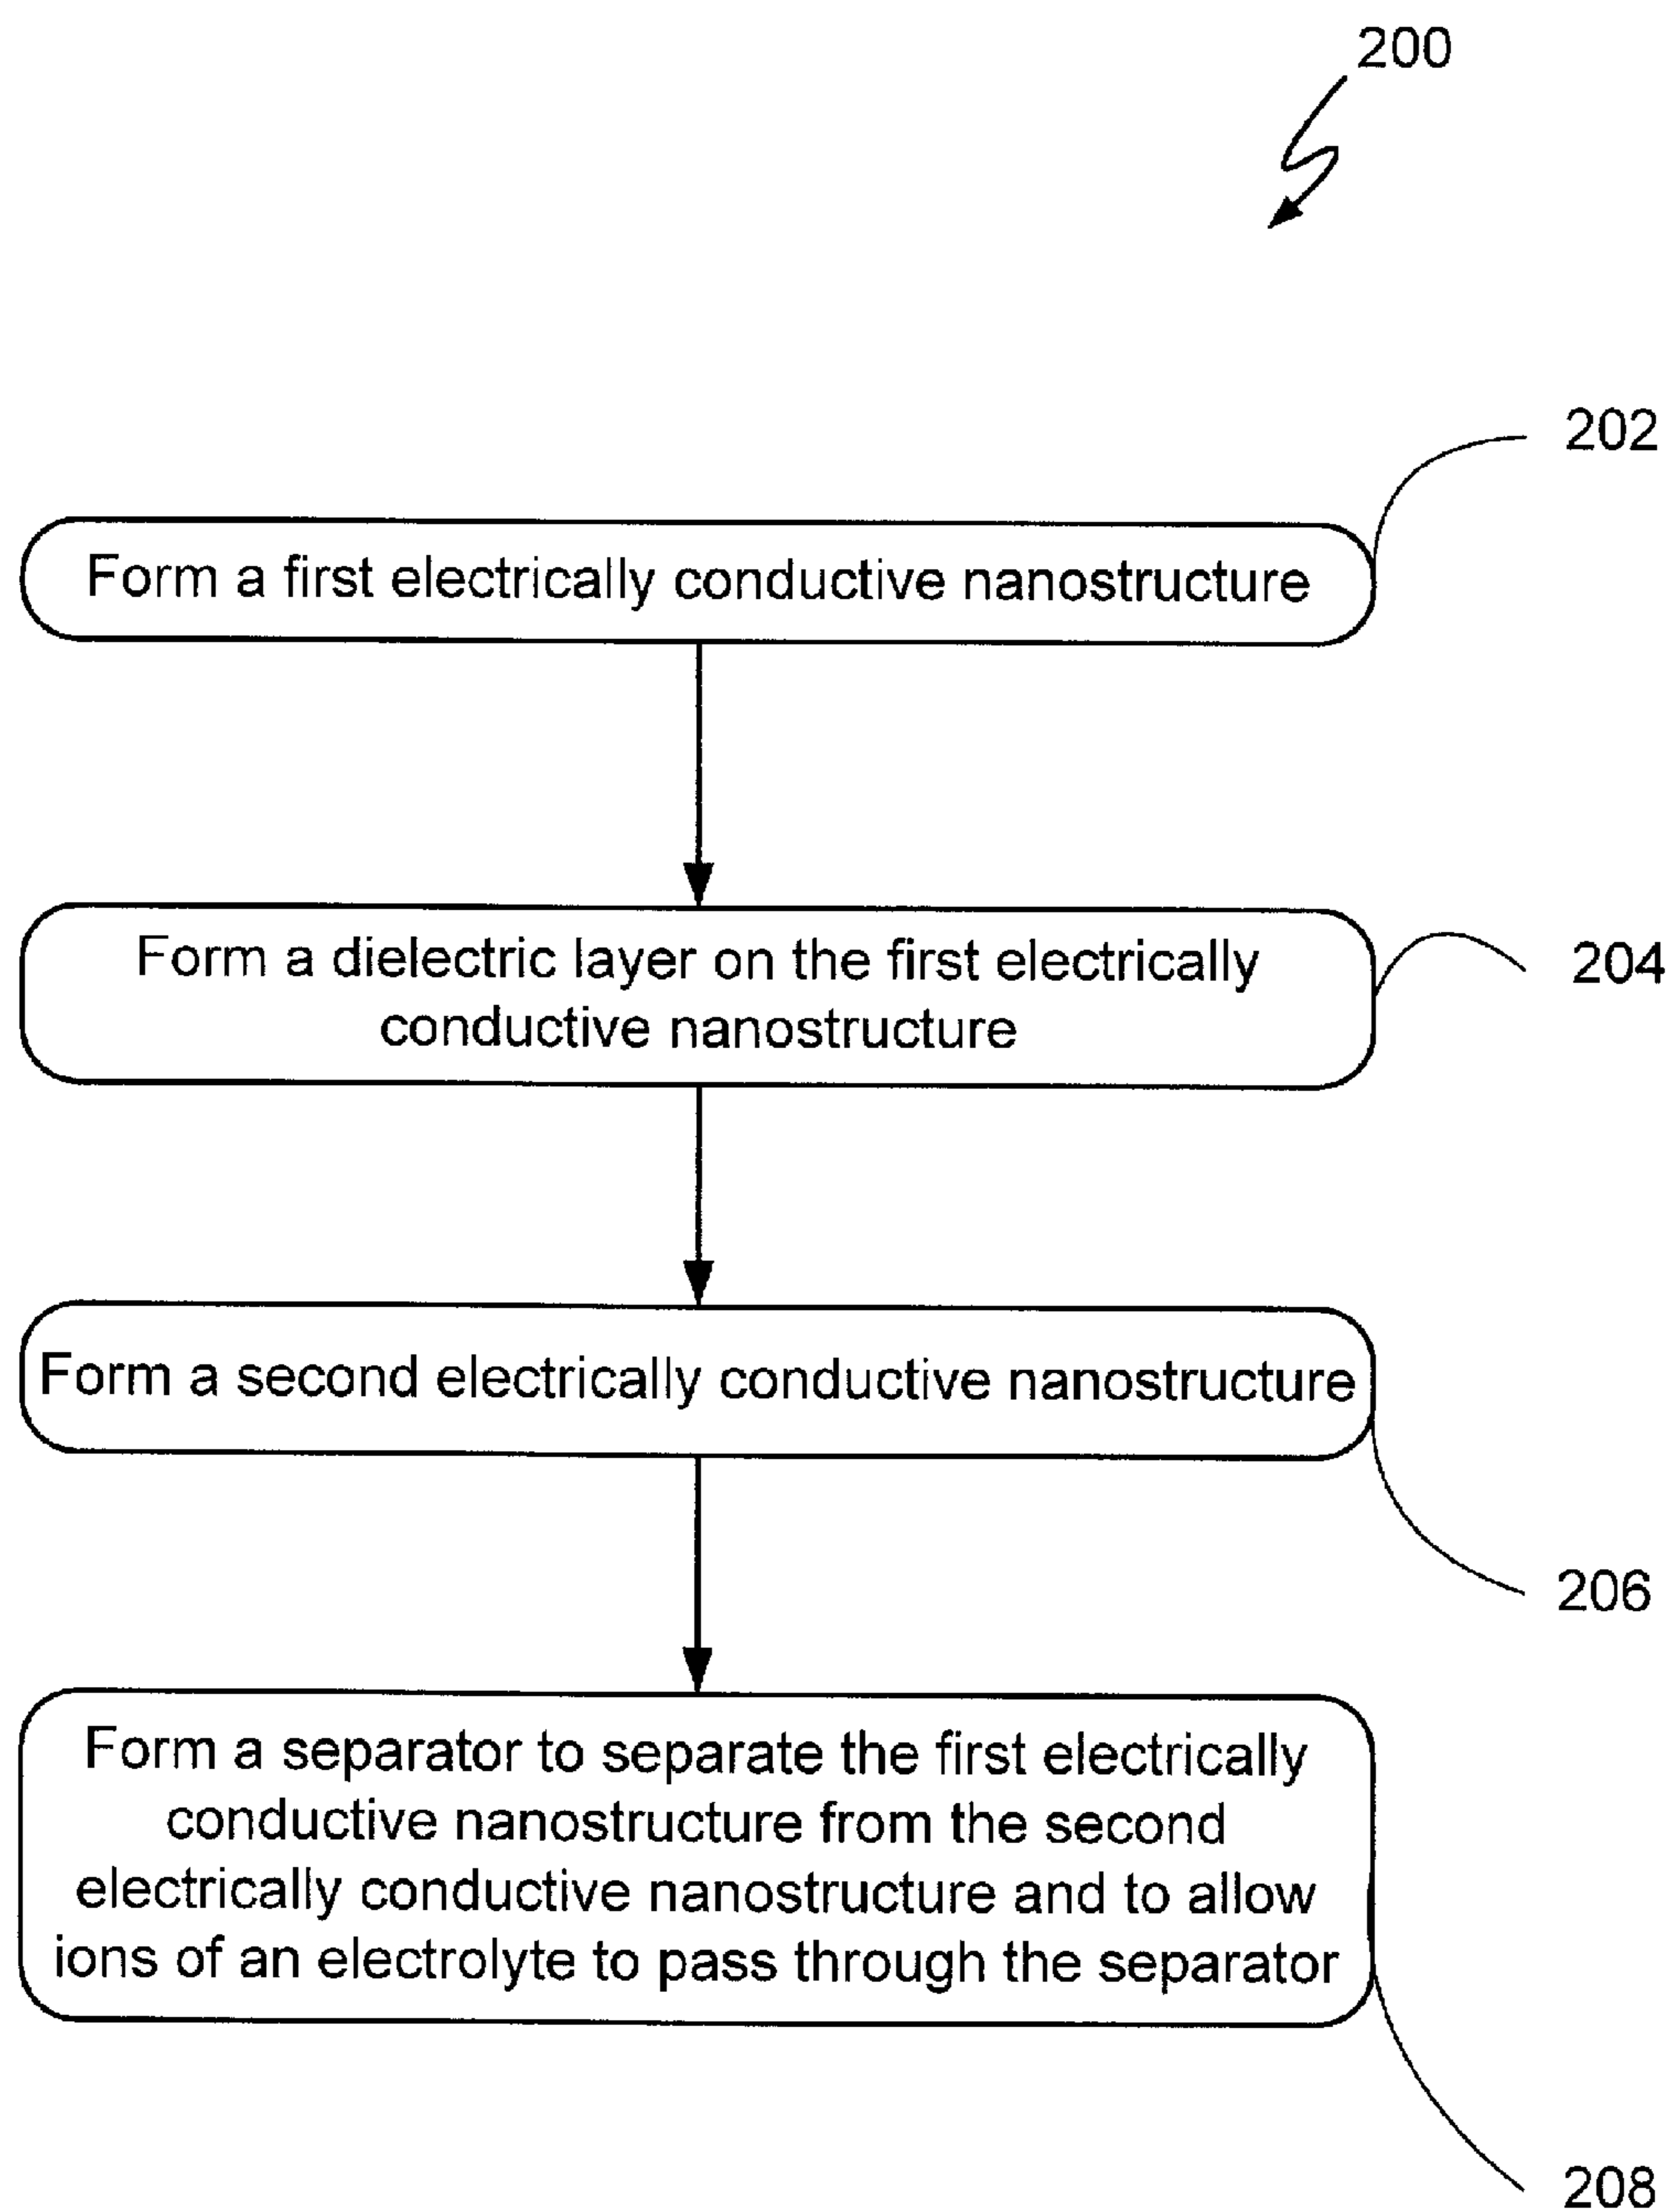 200
202
Form a first electrically conductive nanostructure
Form a dielectric layer on the first electrically
conductive nanostructure
204
Form a second electrically conductive nanostructure
206
Form a separator to separate the first electrically
conductive nanostructure from the second
electrically conductive nanostructure and to allow
ions of an electrolyte to pass through the separator
208